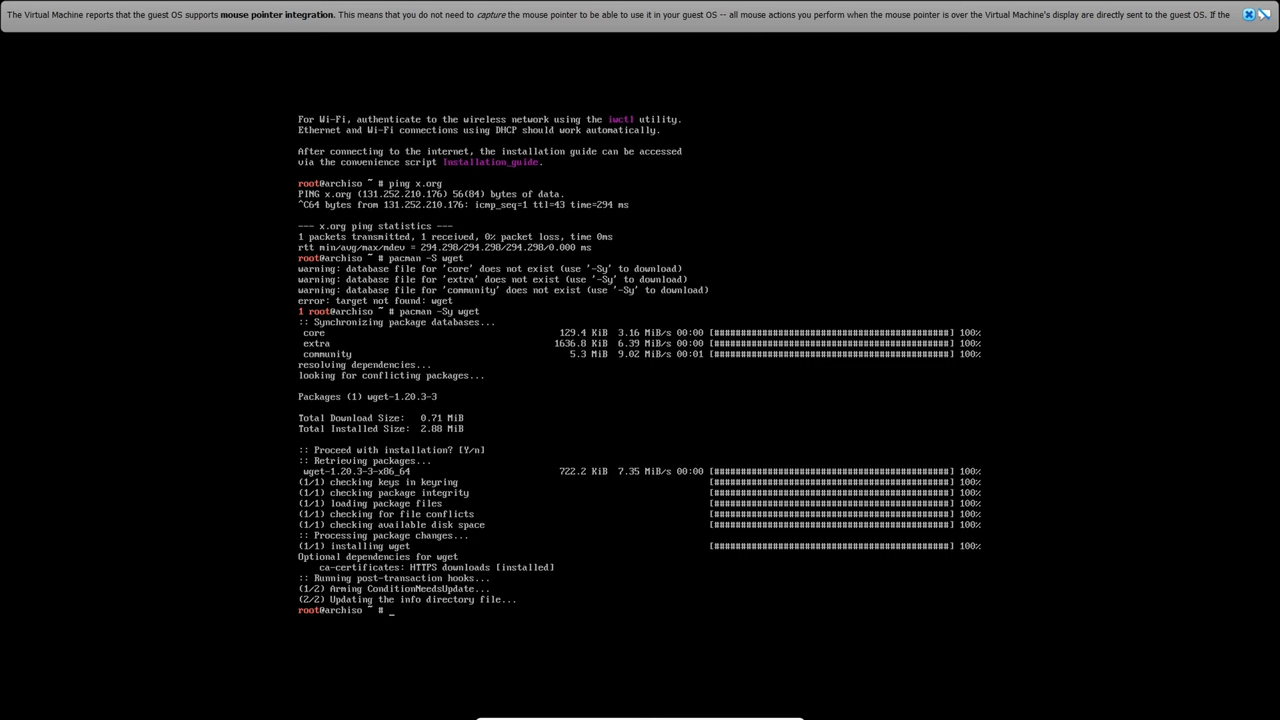 The Virtual Machine reports that the guest OS supports mouse pointer integration. This means that you do not need to capture the mouse pointer to be able to use it in your guest OS -- all mouse actions you perform when the mouse pointer is over the Virtual Machine's display are directly sent to the guest OS. If the
For Wi-Fi, authenticate to the wireless network using the iwctl utility.
Ethernet and Wi-Fi connections using DHCP should work automatically.
After connecting to the internet, the installation guide can be accessed
via the convenience script Installation_guide.
root@archiso ~ # ping x.org
PING x.org (131.252.210.176) 56(84) bytes of data.
^C64 bytes from 131.252.210.176: icmp_seq=1 ttl=43 time=294 ms
--- x.org ping statistics ---
1 packets transmitted, 1 received, 0% packet loss, time 0ms
rtt min/avg/max/mdev = 294.298/294.298/294.298/0.000 ms
root@archiso ~ # pacman -S wget
warning: database file for 'core' does not exist (use '-Sy' to download)
warning: database file for 'extra' does not exist (use '-Sy' to download)
warning: database file for 'community' does not exist (use '-Sy' to download)
error: target not found: wget
1 root@archiso ~ # pacman -Sy wget
:: Synchronizing package databases...
core 129.4 KiB 3.16 MiB/s 00:00 [############################################] 100%
extra 1636.8 KiB 6.39 MiB/s 00:00 [############################################] 100%
community 5.3 MiB 9.02 MiB/s 00:01 [############################################] 100%
resolving dependencies...
looking for conflicting packages...
Packages (1) wget-1.20.3-3
Total Download Size: 0.71 MiB
Total Installed Size: 2.88 MiB
:: Proceed with installation? [Y/n]
:: Retrieving packages...
wget-1.20.3-3-x86_64 722.2 KiB 7.35 MiB/s 00:00 [############################################] 100%
(1/1) checking keys in keyring [############################################] 100%
(1/1) checking package integrity [############################################] 100%
(1/1) loading package files [############################################] 100%
(1/1) checking for file conflicts [############################################] 100%
(1/1) checking available disk space [############################################] 100%
:: Processing package changes...
(1/1) installing wget [############################################] 100%
Optional dependencies for wget
ca-certificates: HTTPS downloads [installed]
:: Running post-transaction hooks...
(1/2) Arming ConditionNeedsUpdate...
(2/2) Updating the info directory file...
root@archiso ~ # _